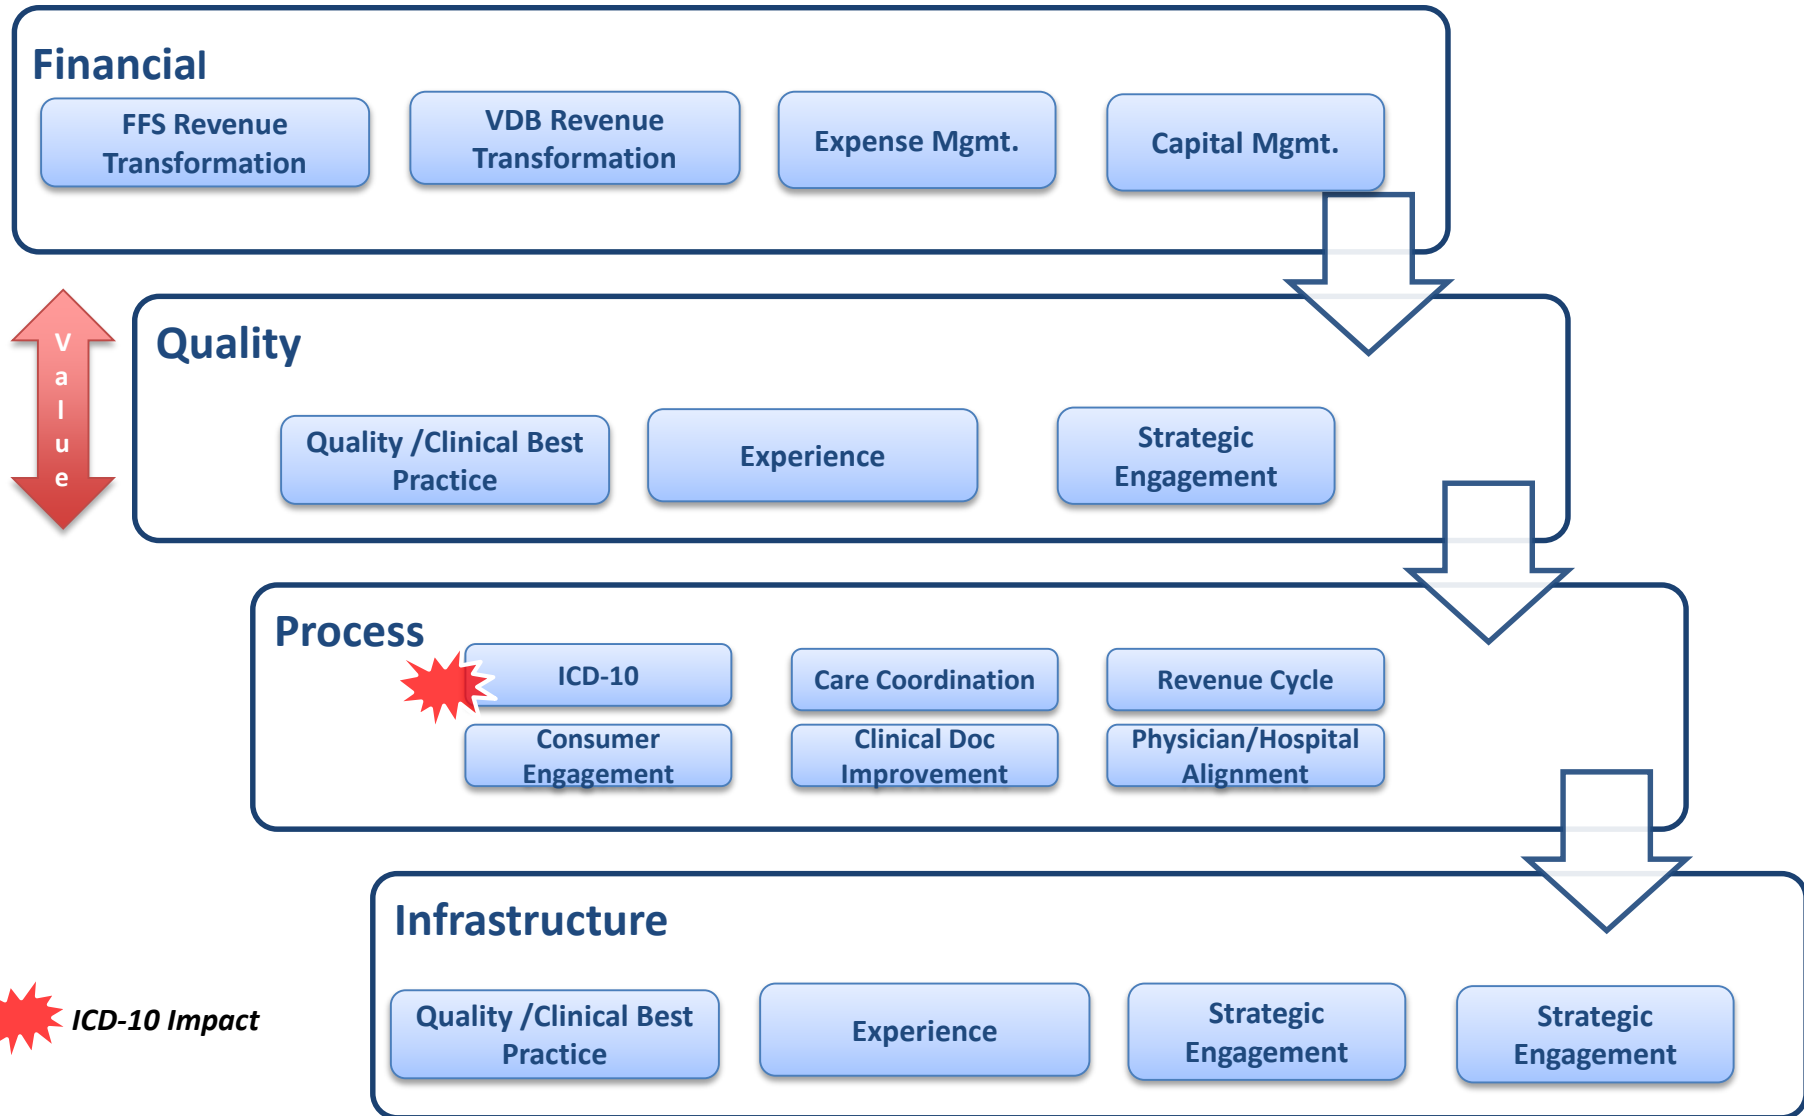 Financial
FFS Revenue
Transformation
VDB Revenue
Transformation
Expense Mgmt.
Capital Mgmt.
Value
Quality
Quality /Clinical Best
Practice
Experience
Strategic
Engagement
Process
ICD-10
Care Coordination
Revenue Cycle
Consumer
Engagement
Clinical Doc
Improvement
Physician/Hospital
Alignment
Infrastructure
Quality /Clinical Best
Practice
Experience
Strategic
Engagement
Strategic
Engagement
ICD-10 Impact